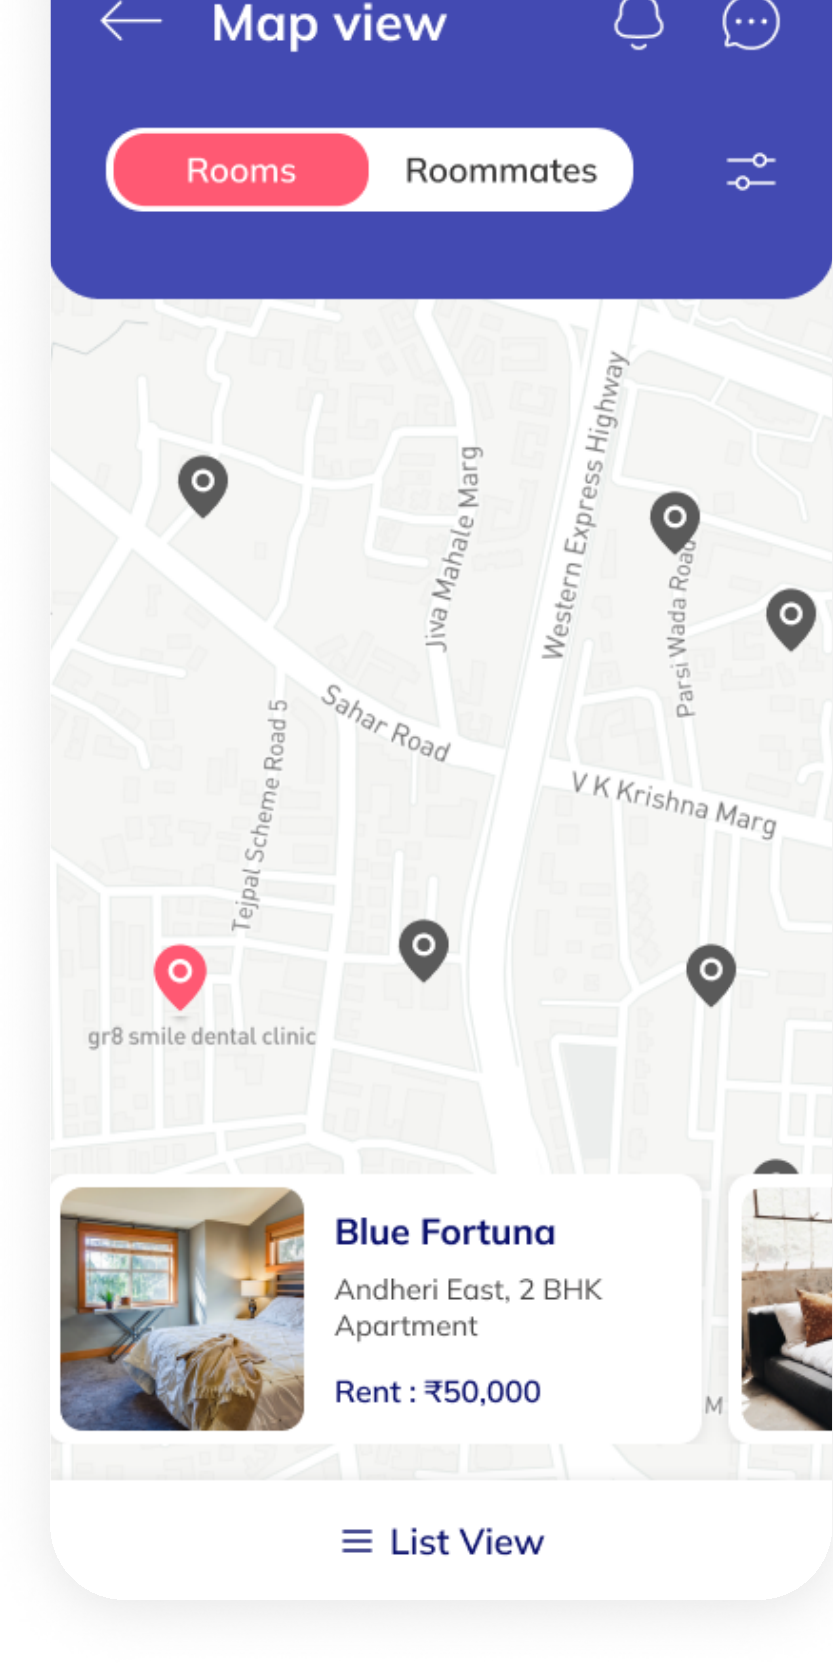 Map view
Rooms
Roommates
Western Express Highway
Jiva Mahale Marg
Parsi Wada Road
Sahar Road
Tejpal Scheme Road 5
V K Krishna Marg
gr8 smile dental clinic
Blue Fortuna
Andheri East, 2 BHK
Apartment
Rent : ₹50,000
M
List View